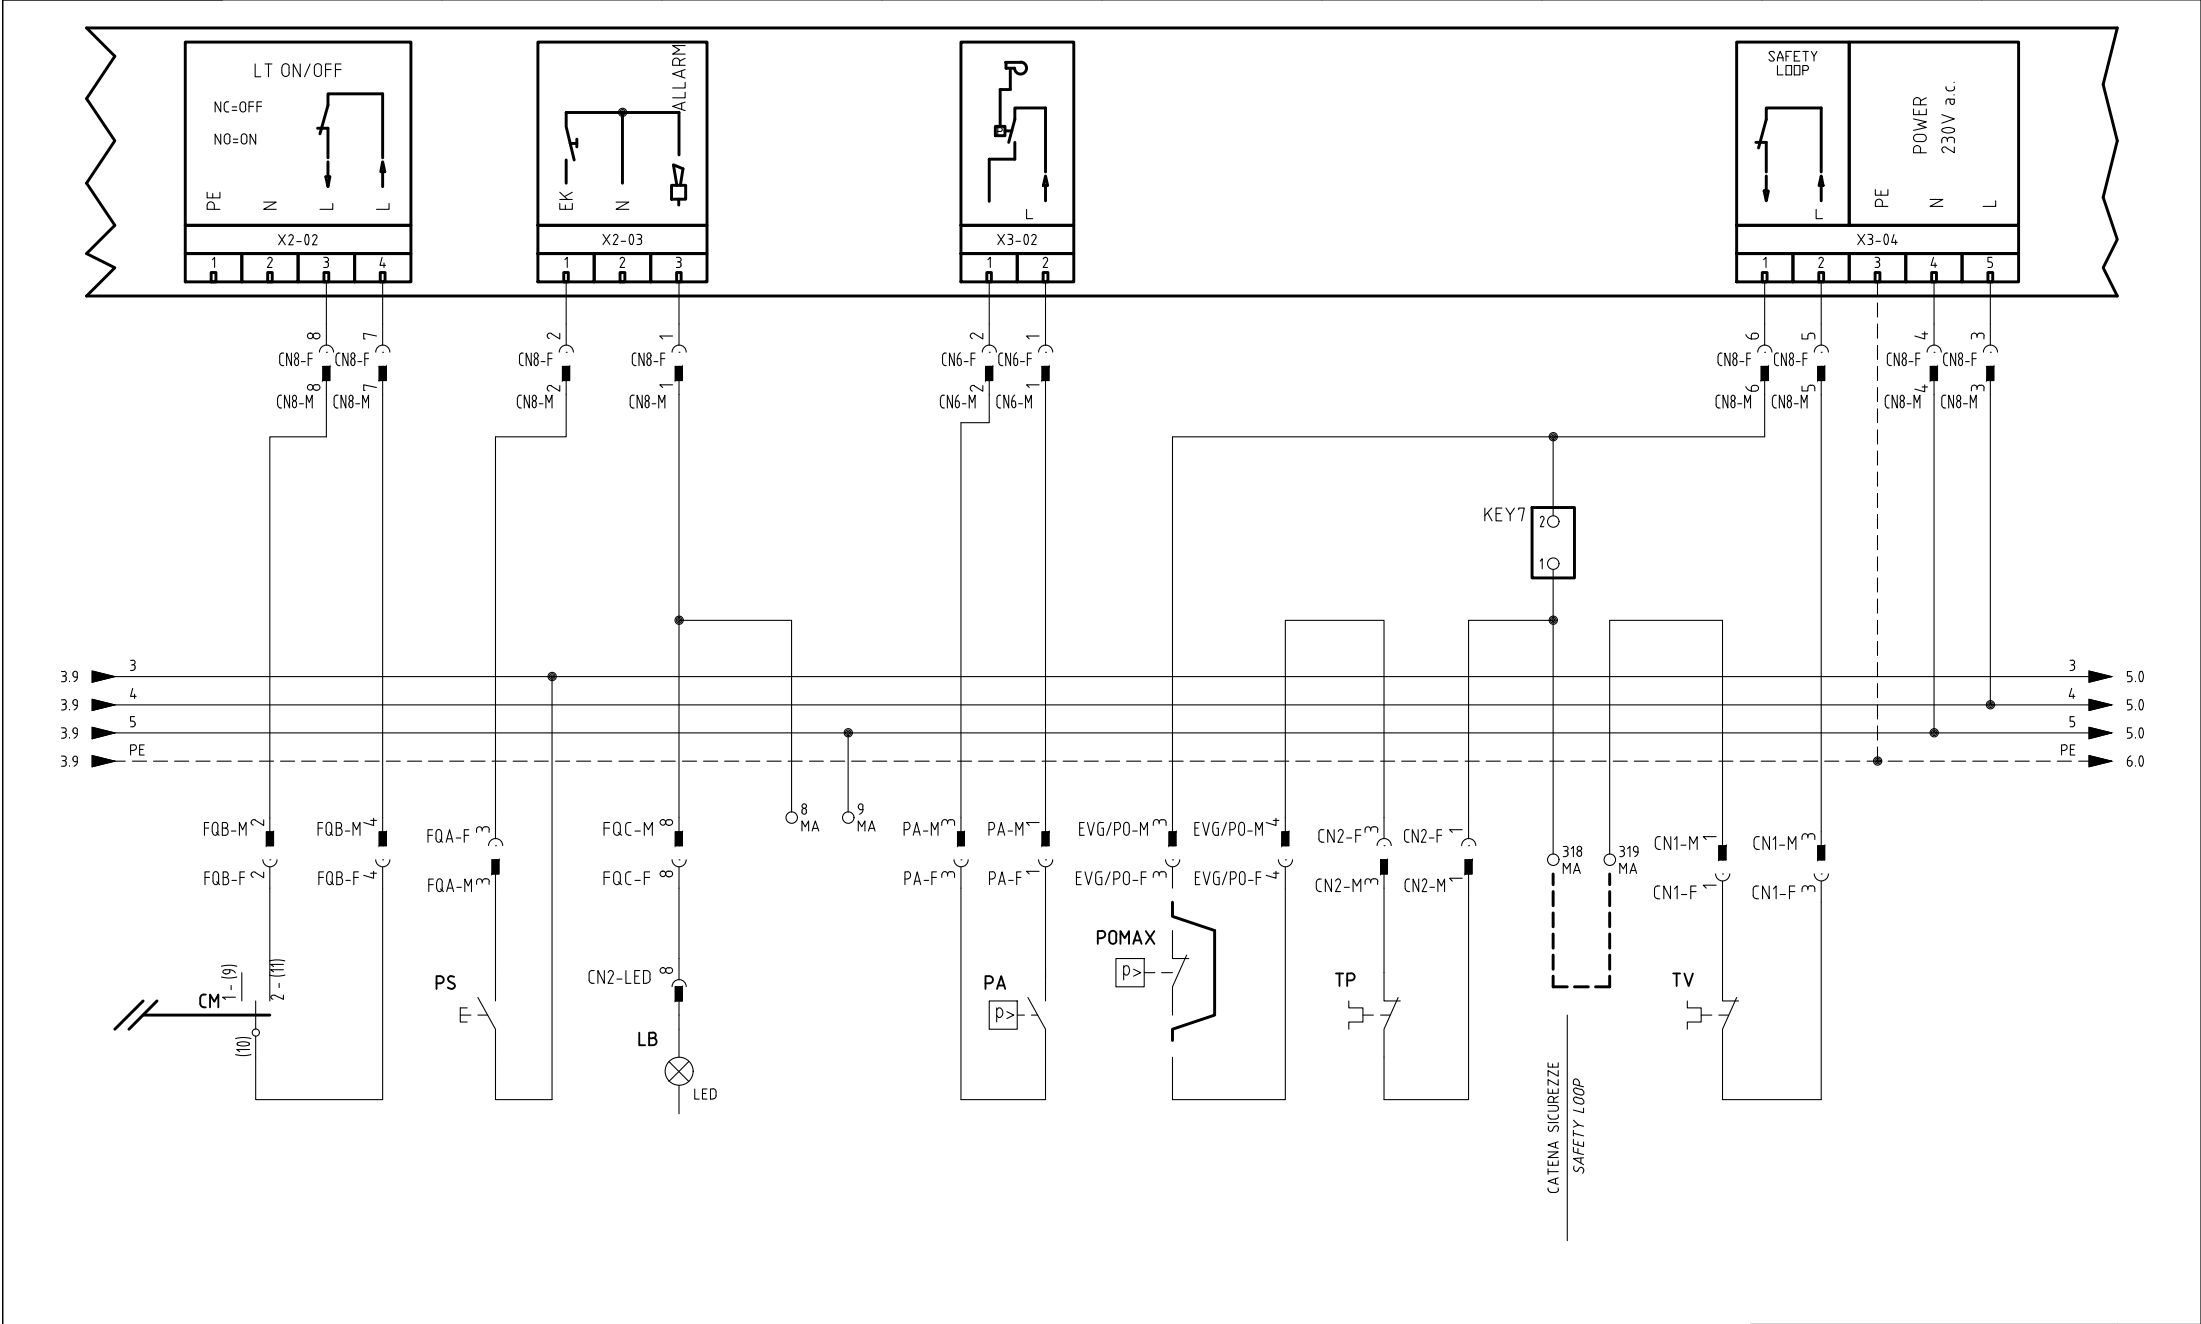 LT ON/OFF
NC=OFF
NO=ON
PE
N
L
L
X2-02
1 2 3 4
ALLARM
EK
N
X2-03
1 2 3
P
L
X3-02
1 2
SAFETY
LOOP
L
POWER
230V a.c.
PE
N
L
X3-04
1 2 3 4 5
8 7 2 1 2 1 6 5 4 3
CN8-F CN8-F CN8-F CN8-F CN6-F CN6-F CN8-F CN8-F CN8-F CN8-F
8 7 2 1 2 1 6 5 4 3
CN8-M CN8-M CN8-M CN8-M CN6-M CN6-M CN8-M CN8-M CN8-M CN8-M
KEY7
2
1
3.9 3 3 5.0
3.9 4 4 5.0
3.9 5 5 5.0
3.9 PE PE 6.0
8
MA
9
MA
FQB-M 2
FQB-M 4
FQA-F 3
FQC-M 8
PA-M 3
PA-M 1
EVG/PO-M 3
EVG/PO-M 4
CN2-F 3
CN2-F 1
318
MA
319
MA
CN1-M 1
CN1-M 3
FQB-F 2
FQB-F 4
FQA-M 3
FQC-F 8
PA-F 3
PA-F 1
EVG/PO-F 3
EVG/PO-F 4
CN2-M 3
CN2-M 1
CN1-F 1
CN1-F 3
POMAX
p>
CM
1-(9)
2-(11)
(10)
PS
CN2-LED 8
LB
LED
PA
p>
TP
TV
CATENA SICUREZZE
SAFETY LOOP